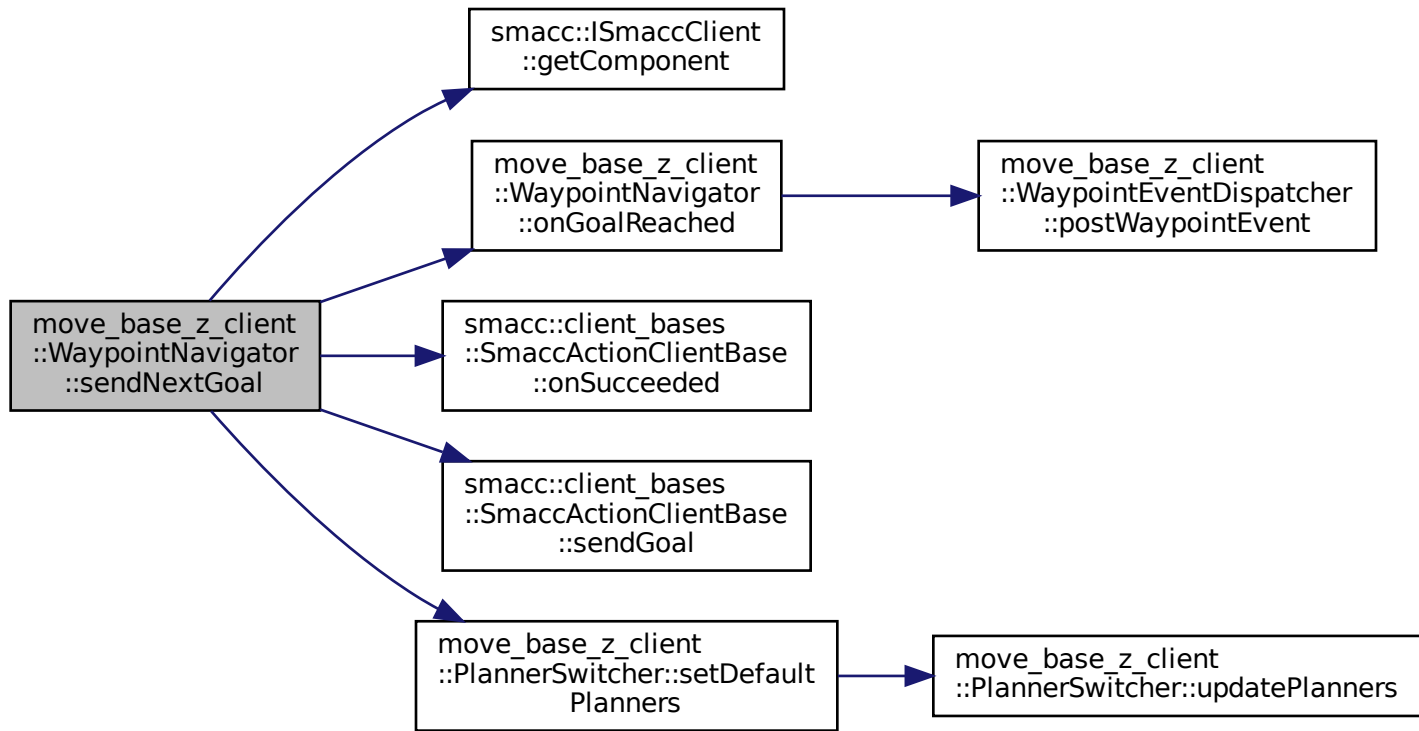 smacc::ISmaccClient
::getComponent
move_base_z_client
::WaypointNavigator
::onGoalReached
move_base_z_client
::WaypointEventDispatcher
::postWaypointEvent
move_base_z_client
::WaypointNavigator
::sendNextGoal
smacc::client_bases
::SmaccActionClientBase
::onSucceeded
smacc::client_bases
::SmaccActionClientBase
::sendGoal
move_base_z_client
::PlannerSwitcher::setDefault
Planners
move_base_z_client
::PlannerSwitcher::updatePlanners